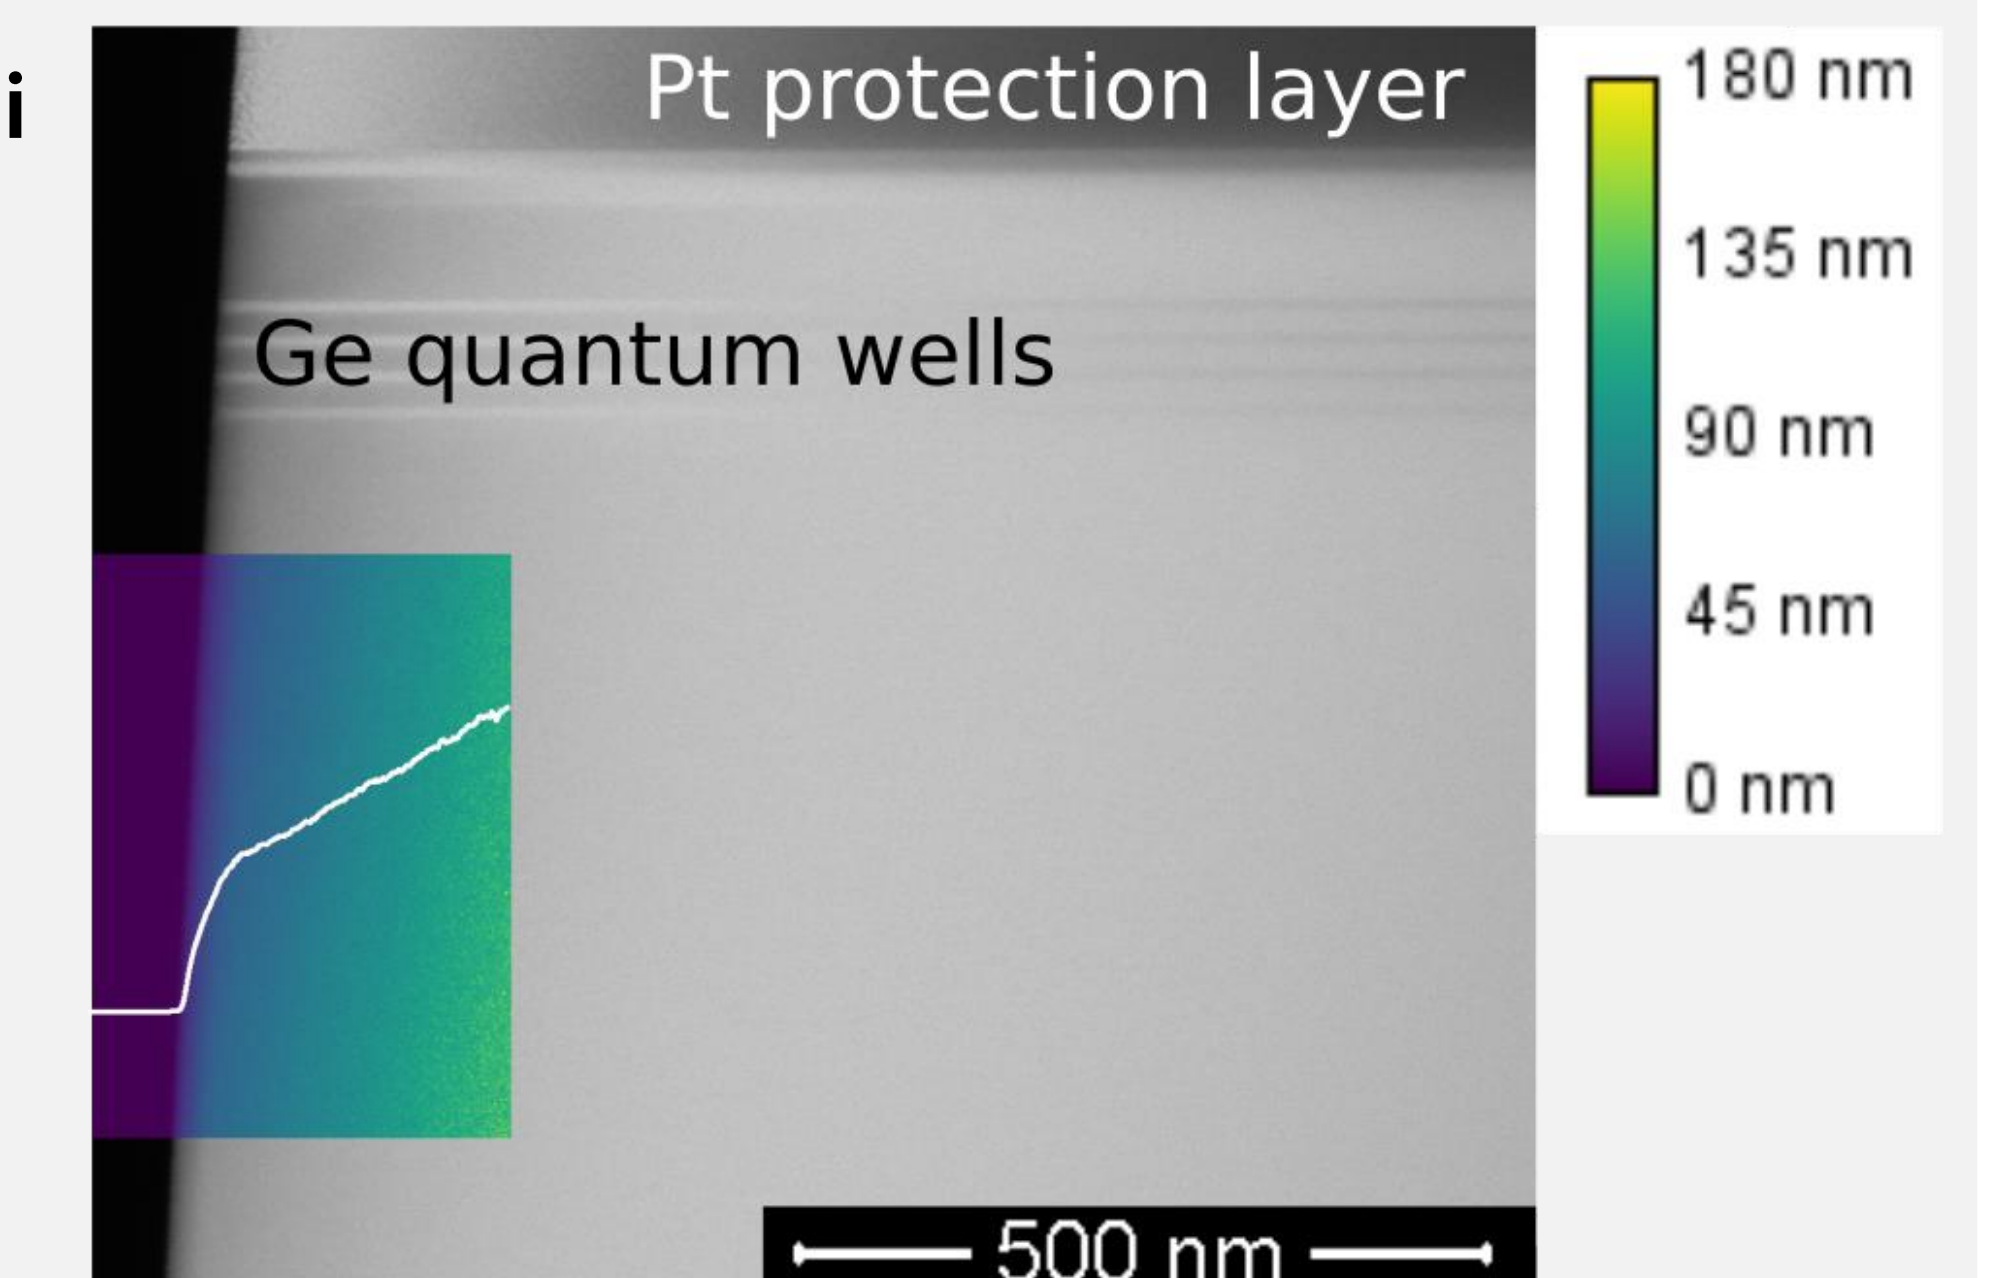 i
Pt protection layer
Ge quantum wells
180 nm
135 nm
90 nm
45 nm
0 nm
500 nm